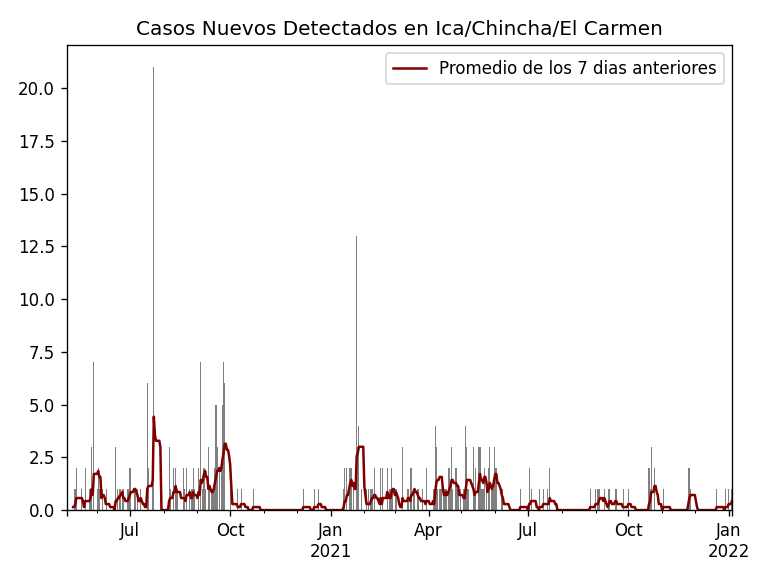 Casos Nuevos Detectados en Ica/Chincha/El Carmen
Promedio de los 7 dias anteriores
20.0
17.5
15.0
12.5
10.0
7.5
5.0
2.5
0.0
Jul
Oct
Jan
2021
Apr
Jul
Oct
Jan
2022